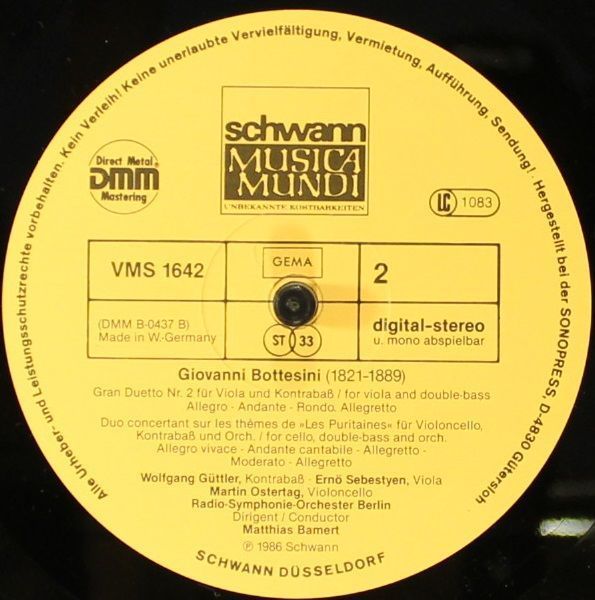 Alle Urheber- und Leistungsschutzrechte vorbehalten. Kein Verleih! Keine unerlaubte Vervielfältigung, Vermietung, Aufführung, Sendung! · Hergestellt bei der SONOPRESS, D-4830 Gütersloh
schwann
MUSICA
MUNDI
UNBEKANNTE KOSTBARKEITEN
Direct Metal
DMM
Mastering
LC 1083
VMS 1642
GEMA
2
(DMM B-0437 B)
Made in W.-Germany
ST 33
digital-stereo
u. mono abspielbar
Giovanni Bottesini (1821-1889)
Gran Duetto Nr. 2 für Viola und Kontrabaß / for viola and double-bass
Allegro - Andante - Rondo. Allegretto
Duo concertant sur les thémes de »Les Puritaines« für Violoncello,
Kontrabaß und Orch. / for cello, double-bass and orch.
Allegro vivace - Andante cantabile - Allegretto -
Moderato - Allegretto
Wolfgang Güttler, Kontrabaß · Ernö Sebestyen, Viola
Martin Ostertag, Violoncello
Radio-Symphonie-Orchester Berlin
Dirigent / Conductor
Matthias Bamert
℗ 1986 Schwann
SCHWANN DÜSSELDORF